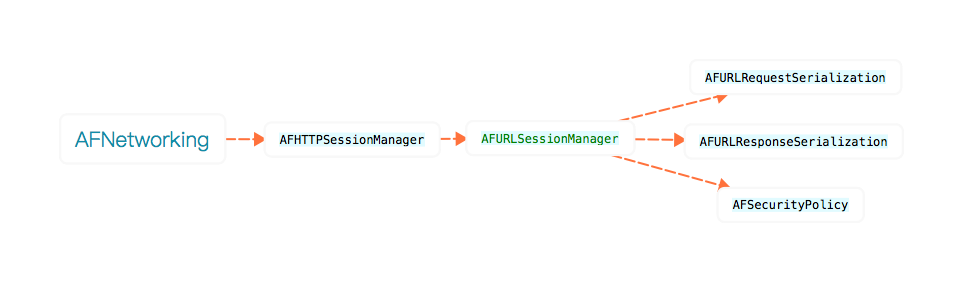 AFNetworking
AFHTTPSessionManager
AFURLSessionManager
AFURLRequestSerialization
AFURLResponseSerialization
AFSecurityPolicy